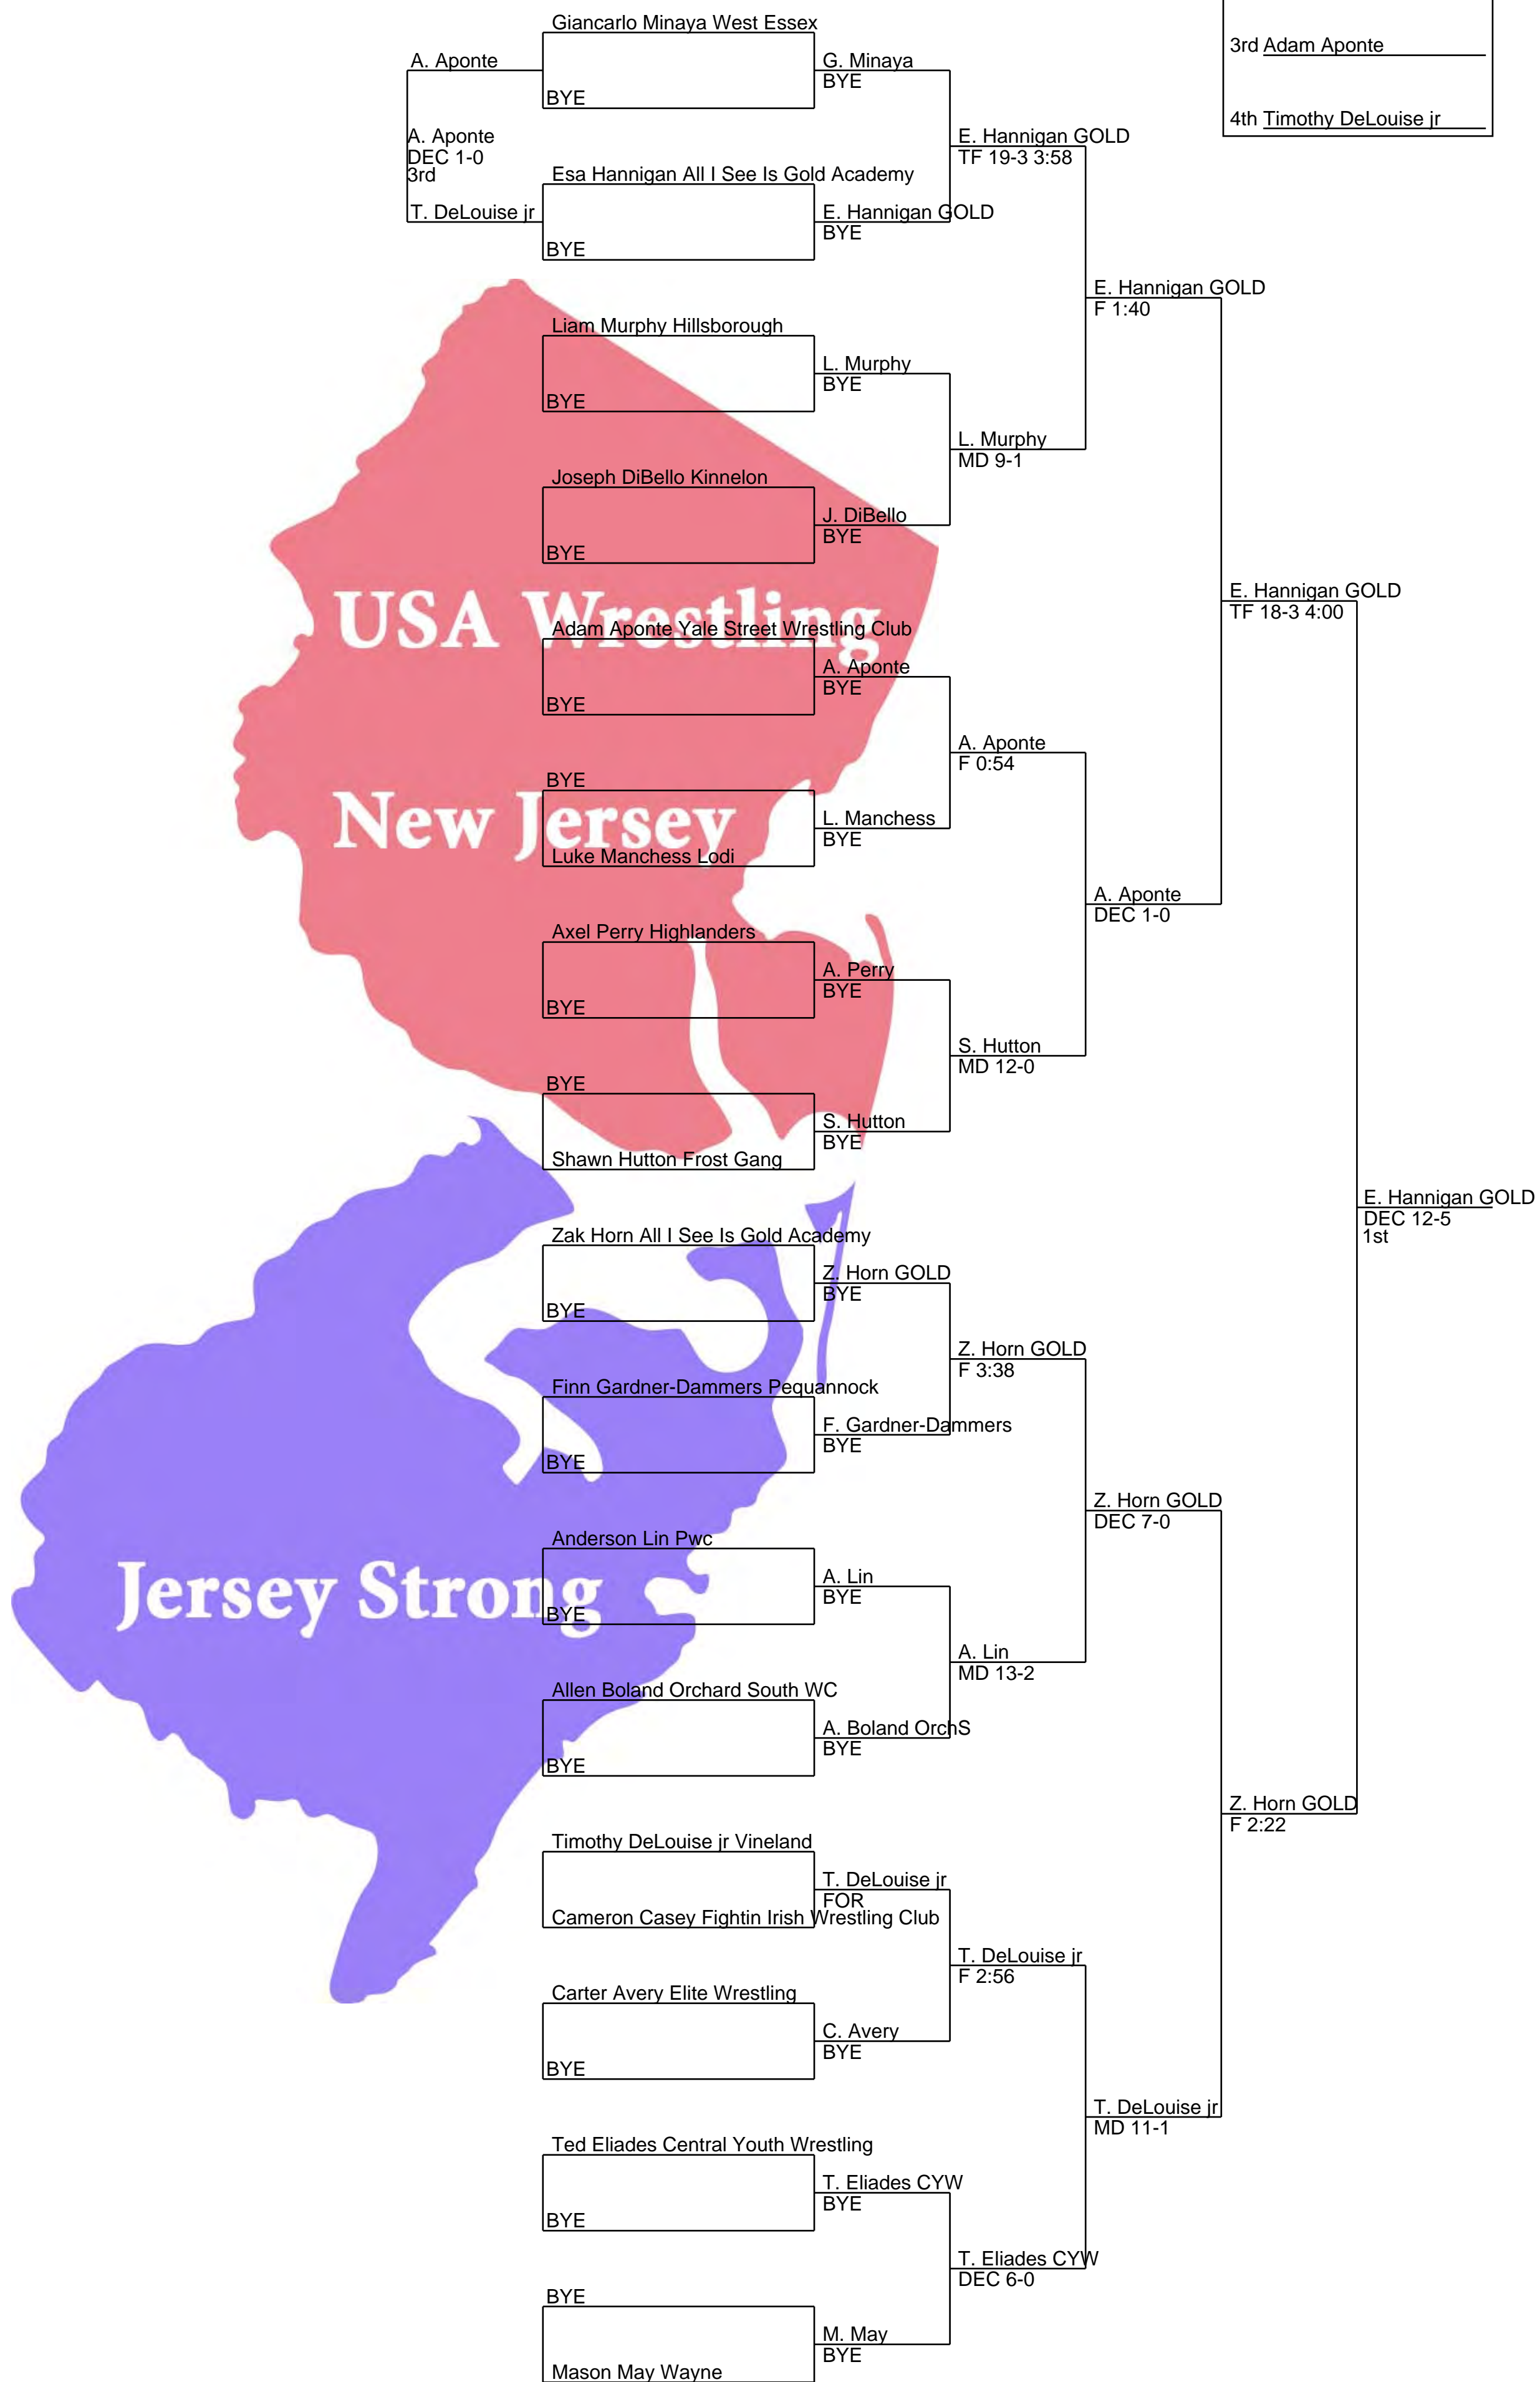 Giancarlo Minaya West Essex
3rd Adam Aponte
A. Aponte
G. Minaya
BYE
BYE
4th Timothy DeLouise jr
A. Aponte
DEC 1-0
3rd
E. Hannigan GOLD
TF 19-3 3:58
Esa Hannigan All I See Is Gold Academy
T. DeLouise jr
E. Hannigan GOLD
BYE
BYE
E. Hannigan GOLD
F 1:40
Liam Murphy Hillsborough
L. Murphy
BYE
BYE
L. Murphy
MD 9-1
Joseph DiBello Kinnelon
J. DiBello
BYE
BYE
USA Wrestling
E. Hannigan GOLD
TF 18-3 4:00
Adam Aponte Yale Street Wrestling Club
A. Aponte
BYE
BYE
A. Aponte
F 0:54
BYE
New Jersey
L. Manchess
BYE
Luke Manchess Lodi
A. Aponte
DEC 1-0
Axel Perry Highlanders
A. Perry
BYE
BYE
S. Hutton
MD 12-0
BYE
S. Hutton
BYE
Shawn Hutton Frost Gang
E. Hannigan GOLD
DEC 12-5
1st
Zak Horn All I See Is Gold Academy
Z. Horn GOLD
BYE
BYE
Z. Horn GOLD
F 3:38
Finn Gardner-Dammers Pequannock
F. Gardner-Dammers
BYE
BYE
Z. Horn GOLD
DEC 7-0
Anderson Lin Pwc
A. Lin
BYE
Jersey Strong
BYE
A. Lin
MD 13-2
Allen Boland Orchard South WC
A. Boland OrchS
BYE
BYE
Z. Horn GOLD
F 2:22
Timothy DeLouise jr Vineland
T. DeLouise jr
FOR
Cameron Casey Fightin Irish Wrestling Club
T. DeLouise jr
F 2:56
Carter Avery Elite Wrestling
C. Avery
BYE
BYE
T. DeLouise jr
MD 11-1
Ted Eliades Central Youth Wrestling
T. Eliades CYW
BYE
BYE
T. Eliades CYW
DEC 6-0
BYE
M. May
BYE
Mason May Wayne